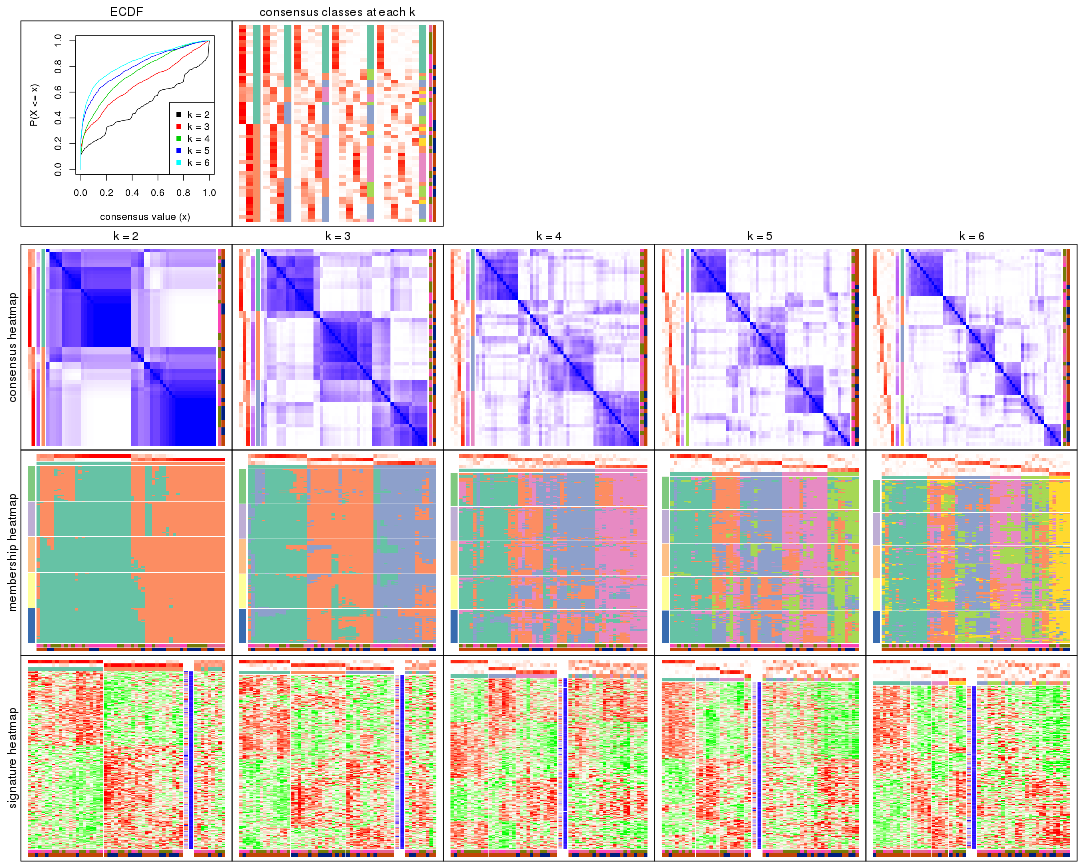 ECDF
consensus classes at each k
P(X <= x)
0.0 0.2 0.4 0.6 0.8 1.0
k = 2
k = 3
k = 4
k = 5
k = 6
0.0 0.2 0.4 0.6 0.8 1.0
consensus value (x)
k = 2 k = 3 k = 4 k = 5 k = 6
consensus heatmap
membership heatmap
signature heatmap